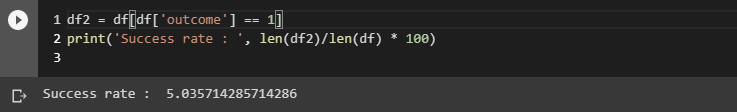 1 df2 = df[df['outcome'] == 1]
2 print('Success rate : ', len(df2)/len(df) * 100)
3
Success rate :  5.035714285714286